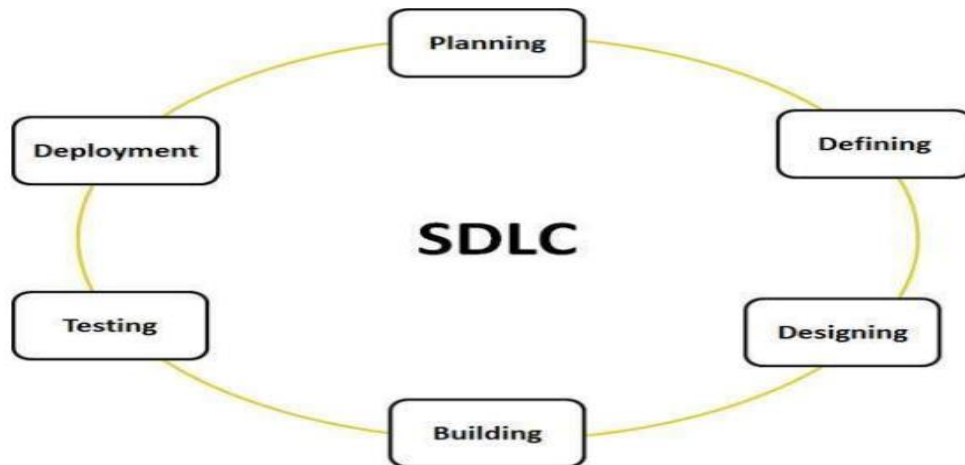 Planning
Deployment
Defining
SDLC
Testing
Designing
Building